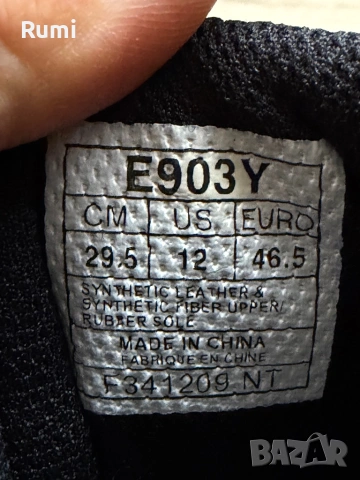 Rumi
E903Y
CM US EURO
29.5 12 46.5
SYNTHETIC LEATHER &
SYNTHETIC FIBER UPPER/
RUBBER SOLE
MADE IN CHINA
FABRIQUE EN CHINE
F341209 NT
BAZAR